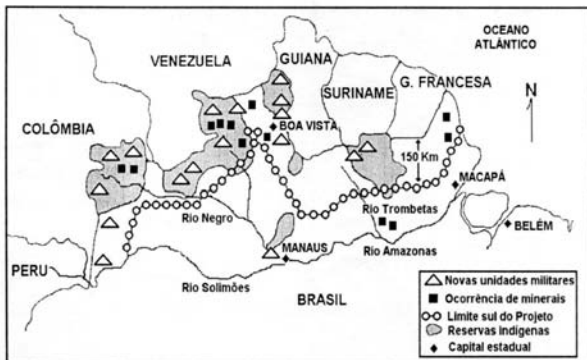 OCEANO
ATLÂNTICO
VENEZUELA
GUIANA
SURINAME
G. FRANCESA
N
COLÔMBIA
BOA VISTA
150 Km
MACAPÁ
BELÉM
Rio Negro
Rio Trombetas
MANAUS
Rio Amazonas
PERU
Rio Solimões
BRASIL
Novas unidades militares
Ocorrência de minerais
Límite sul do Projeto
Reservas indígenas
Capital estadual